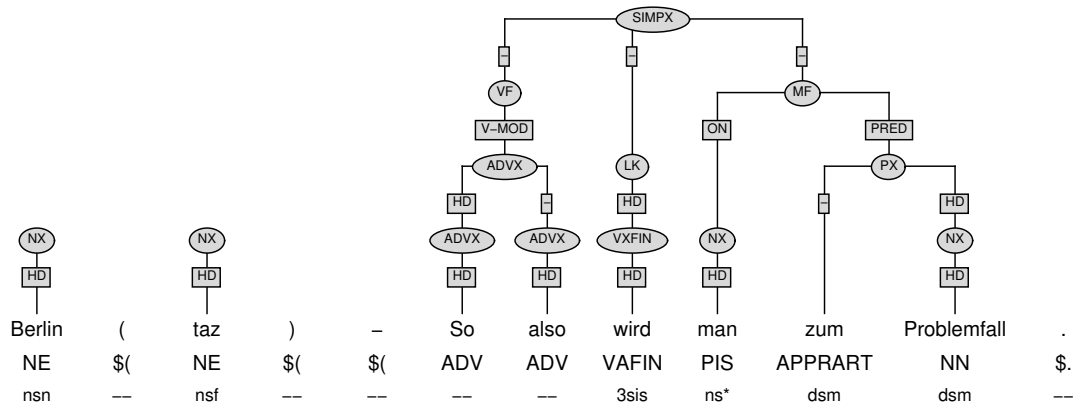 SIMPX
– – –
VF MF
V–MOD ON PRED
ADVX LK PX
HD – HD – HD
NX NX ADVX ADVX VXFIN NX NX
HD HD HD HD HD HD HD
Berlin ( taz ) – So also wird man zum Problemfall .
NE $( NE $( $( ADV ADV VAFIN PIS APPRART NN $.
nsn –– nsf –– –– –– –– 3sis ns* dsm dsm ––